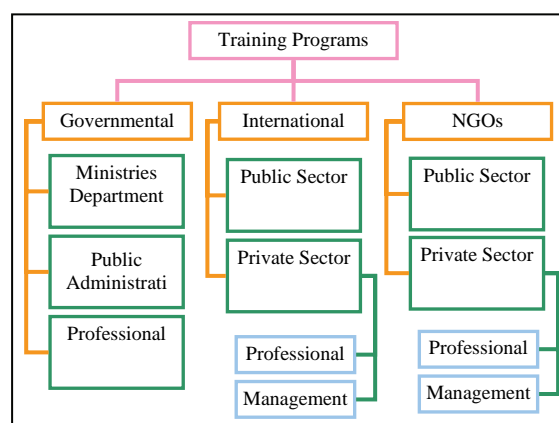 Training Programs
Governmental
International
NGOs
Ministries
Department
Public
Administrati
Professional
Public Sector
Private Sector
Professional
Management
Public Sector
Private Sector
Professional
Management